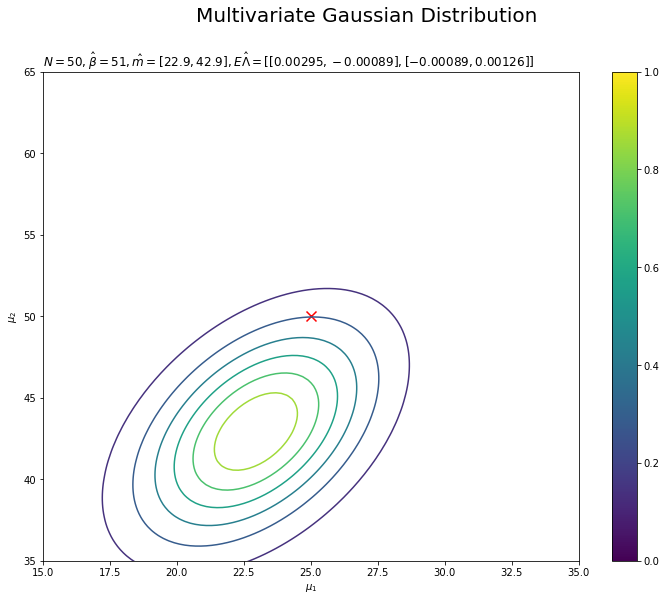 Multivariate Gaussian Distribution
N = 50, β̂ = 51, m̂ = [22.9, 42.9], EΛ̂ = [[0.00295, −0.00089], [−0.00089, 0.00126]]
65
60
55
50
45
40
35
μ₂
15.0 17.5 20.0 22.5 25.0 27.5 30.0 32.5 35.0
μ₁
1.0
0.8
0.6
0.4
0.2
0.0